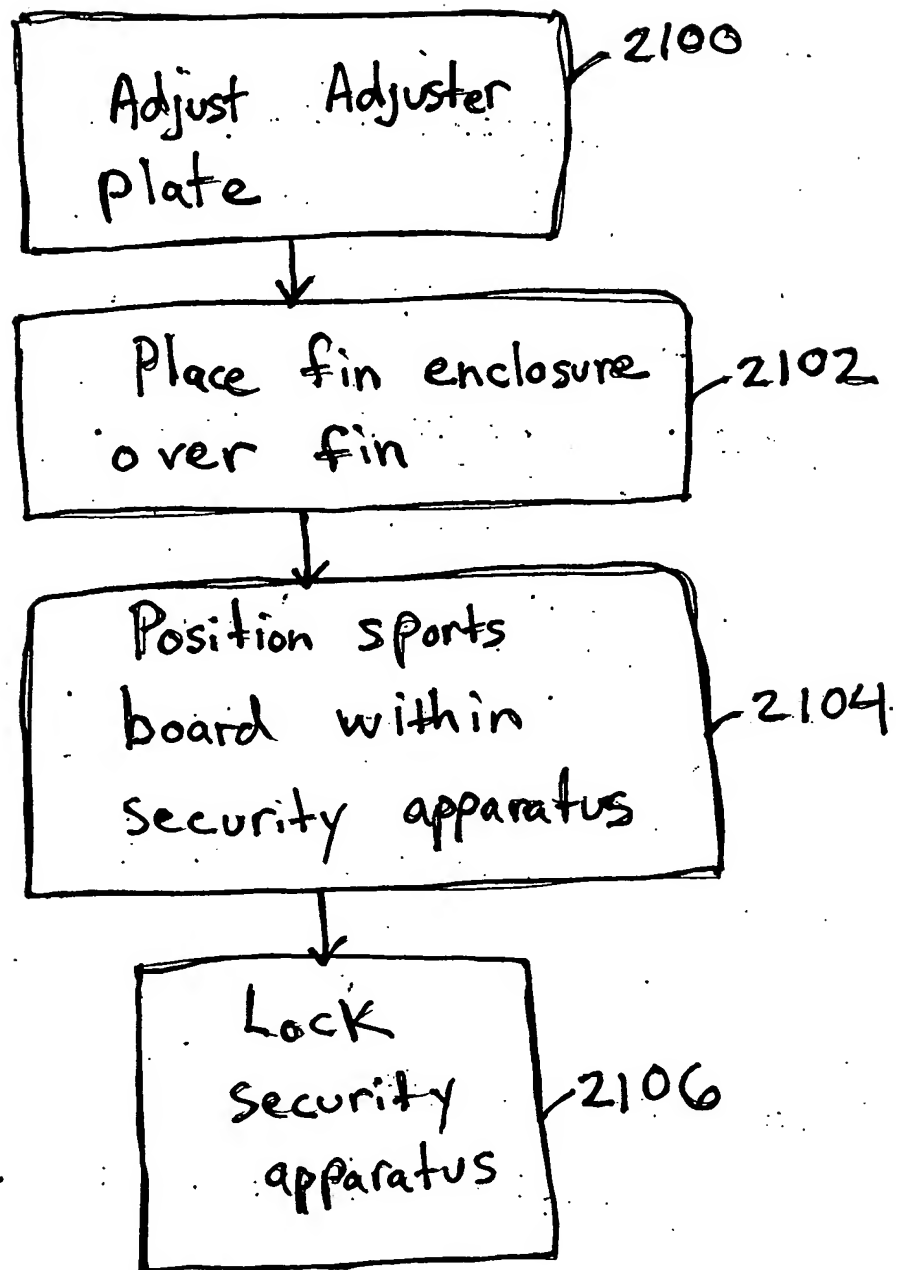 2100
Adjust Adjuster
plate
Place fin enclosure
over fin
2102
Position sports
board within
security apparatus
2104
Lock
security
apparatus
2106